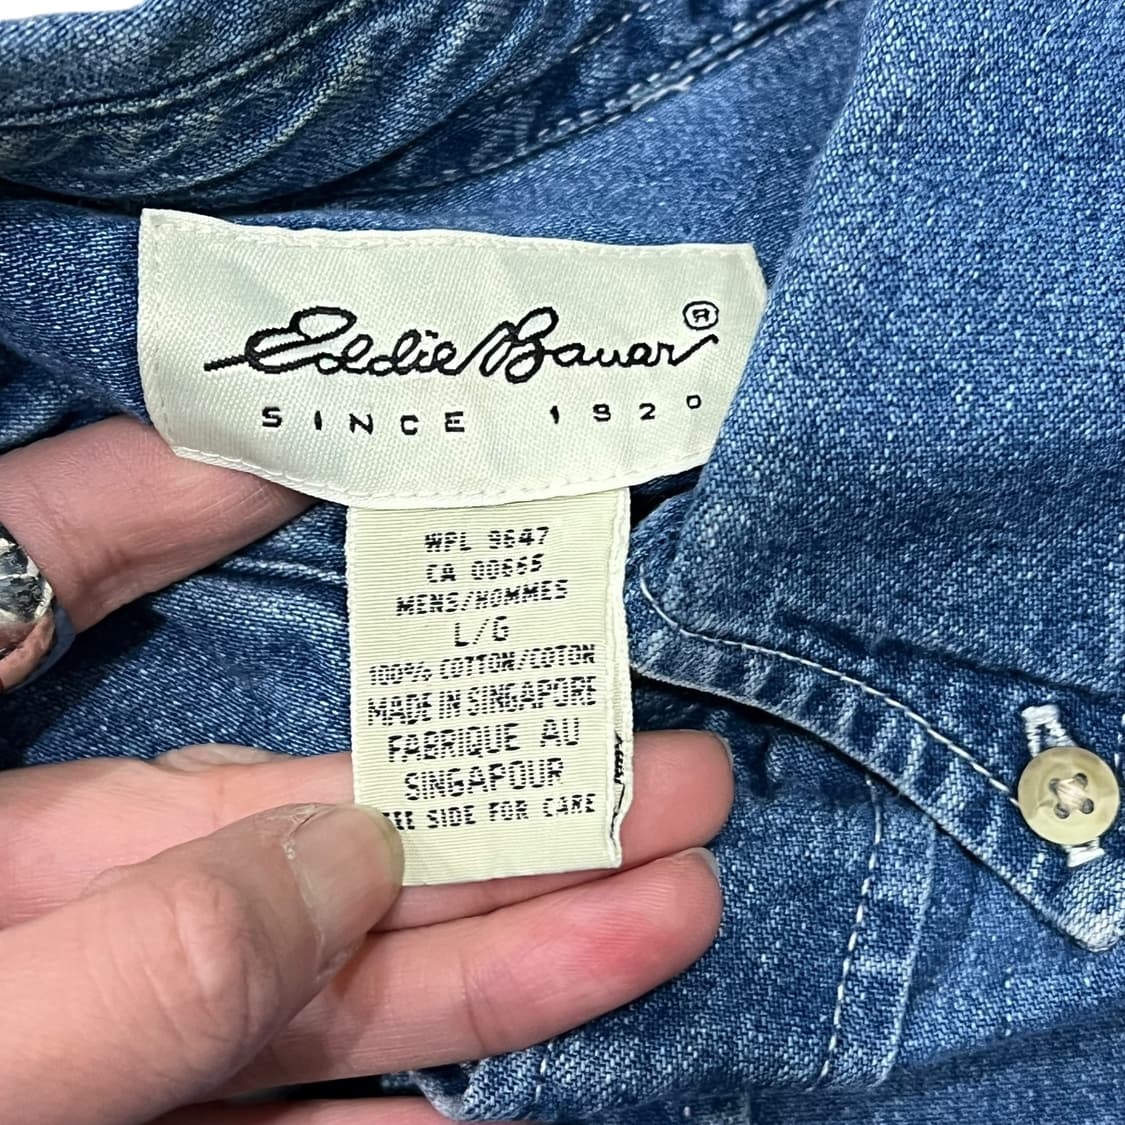 Eddie Bauer ®
SINCE 1920
WPL 9647
CA 00665
MENS/HOMMES
L/G
100% COTTON/COTON
MADE IN SINGAPORE
FABRIQUE AU
SINGAPOUR
SEE SIDE FOR CARE